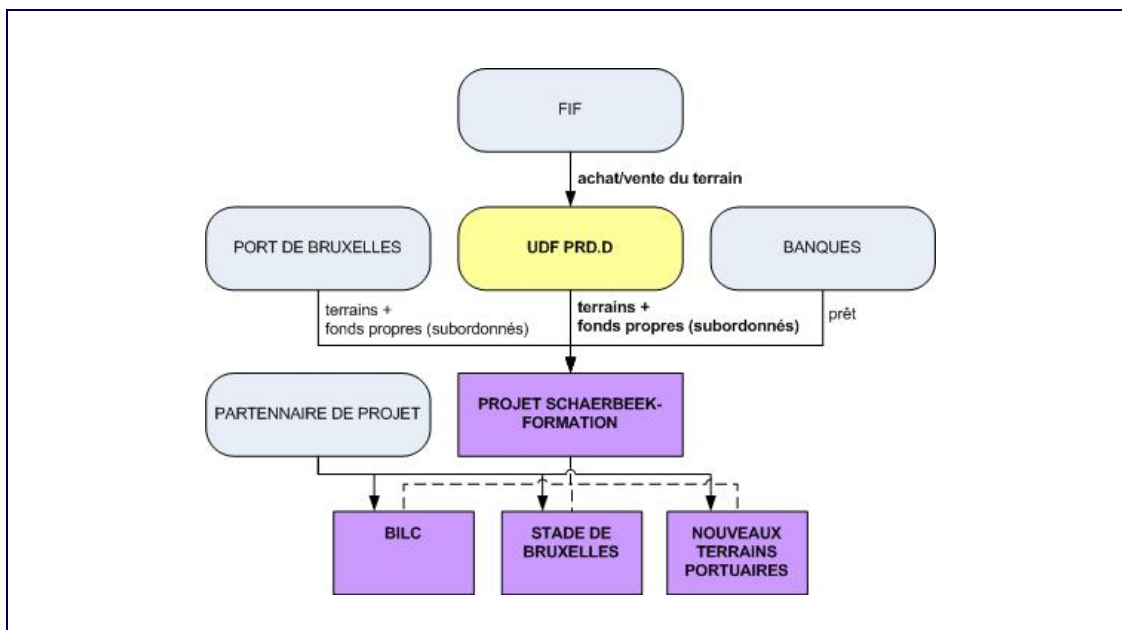 FIF
achat/vente du terrain
PORT DE BRUXELLES
UDF PRD.D
BANQUES
terrains +
fonds propres (subordonnés)
terrains +
fonds propres (subordonnés)
prêt
PARTENNAIRE DE PROJET
PROJET SCHAERBEEK-
FORMATION
BILC
STADE DE
BRUXELLES
NOUVEAUX
TERRAINS
PORTUAIRES